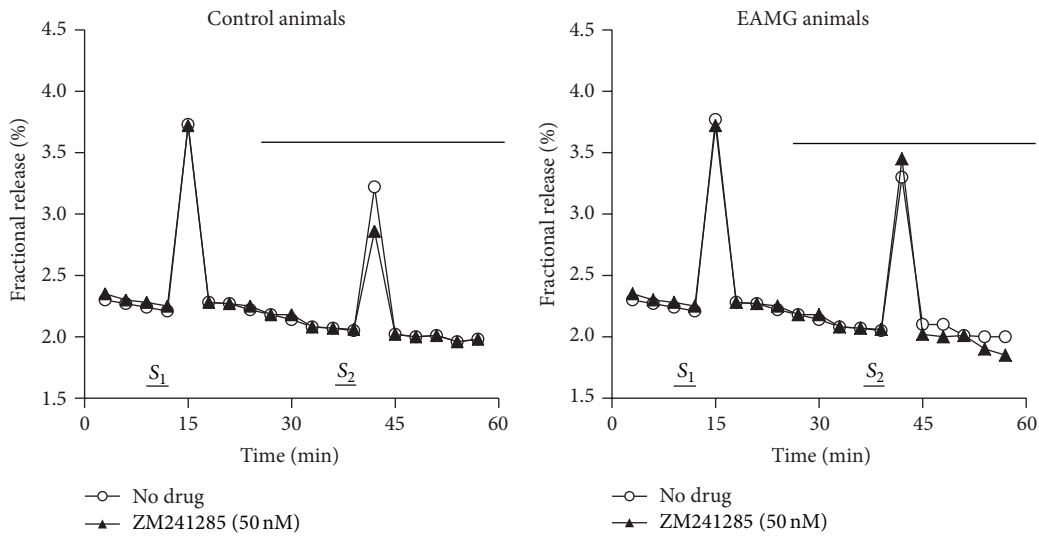 Control animals
4.5
4.0
3.5
3.0
2.5
2.0
1.5
Fractional release (%)
S1
S2
0 15 30 45 60
Time (min)
No drug
ZM241285 (50 nM)
EAMG animals
4.5
4.0
3.5
3.0
2.5
2.0
1.5
Fractional release (%)
S1
S2
0 15 30 45 60
Time (min)
No drug
ZM241285 (50 nM)